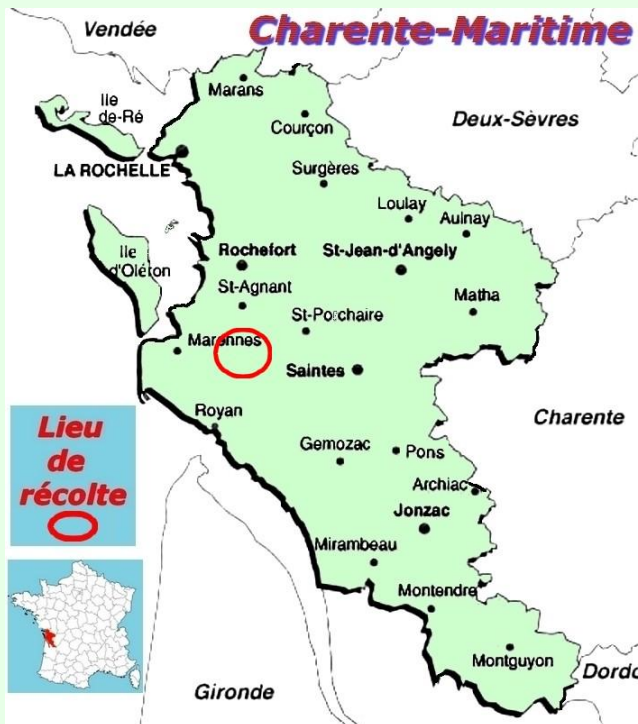 Charente-Maritime
Vendée
Marans
Ile
de-Ré
Courçon
Deux-Sèvres
LA ROCHELLE
Surgères
Loulay
Aulnay
Ile
d'Oléron
Rochefort
St-Jean-d'Angely
St-Agnant
Matha
St-Porchaire
Marennes
Saintes
Royan
Charente
Lieu
de
récolte
Gemozac
Pons
Archiac
Jonzac
Mirambeau
Montendre
Montguyon
Gironde
Dordo